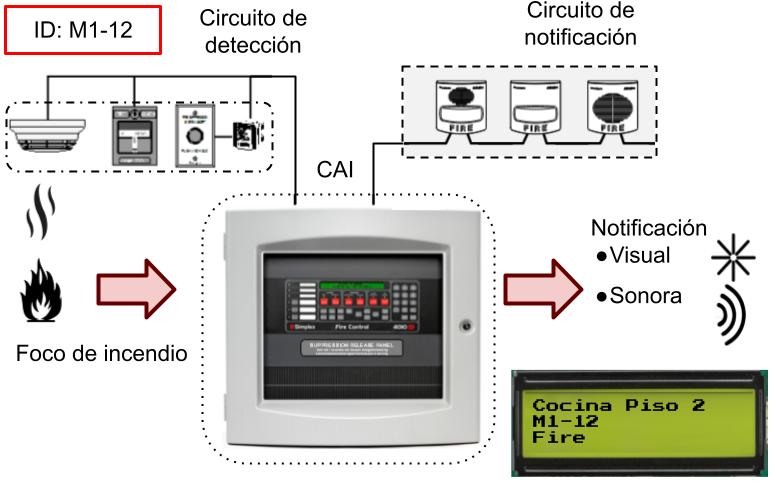 ID: M1-12
Circuito de
detección
Circuito de
notificación
FIRE
FIRE
FIRE
CAI
Simplex
Fire Control
4010
SUPPRESSION RELEASE PANEL
Foco de incendio
Notificación
●Visual
●Sonora
Cocina Piso 2
M1-12
Fire